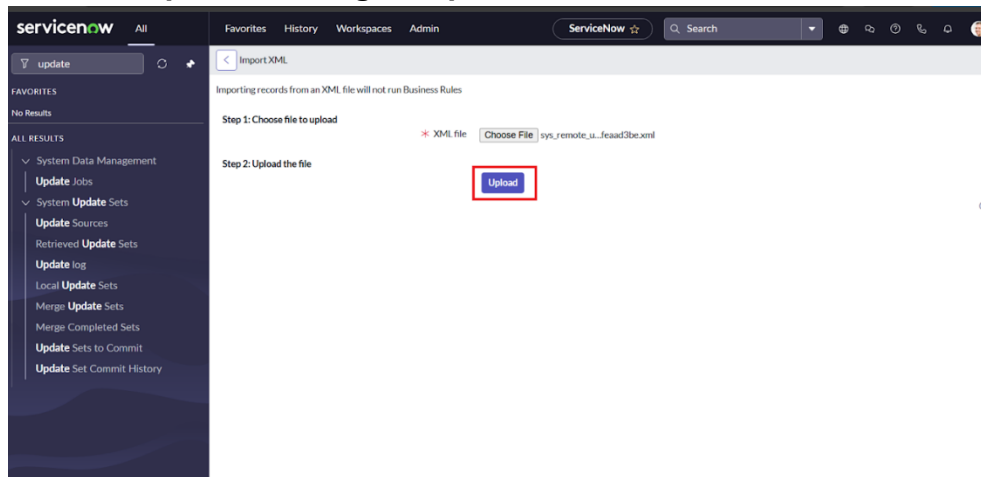 servicenow All Favorites History Workspaces Admin ServiceNow Search
update
Import XML
FAVORITES
No Results
ALL RESULTS
System Data Management
Update Jobs
System Update Sets
Update Sources
Retrieved Update Sets
Update log
Local Update Sets
Merge Update Sets
Merge Completed Sets
Update Sets to Commit
Update Set Commit History
Importing records from an XML file will not run Business Rules
Step 1: Choose file to upload
XML file Choose File sys_remote_u...feaad3be.xml
Step 2: Upload the file
Upload